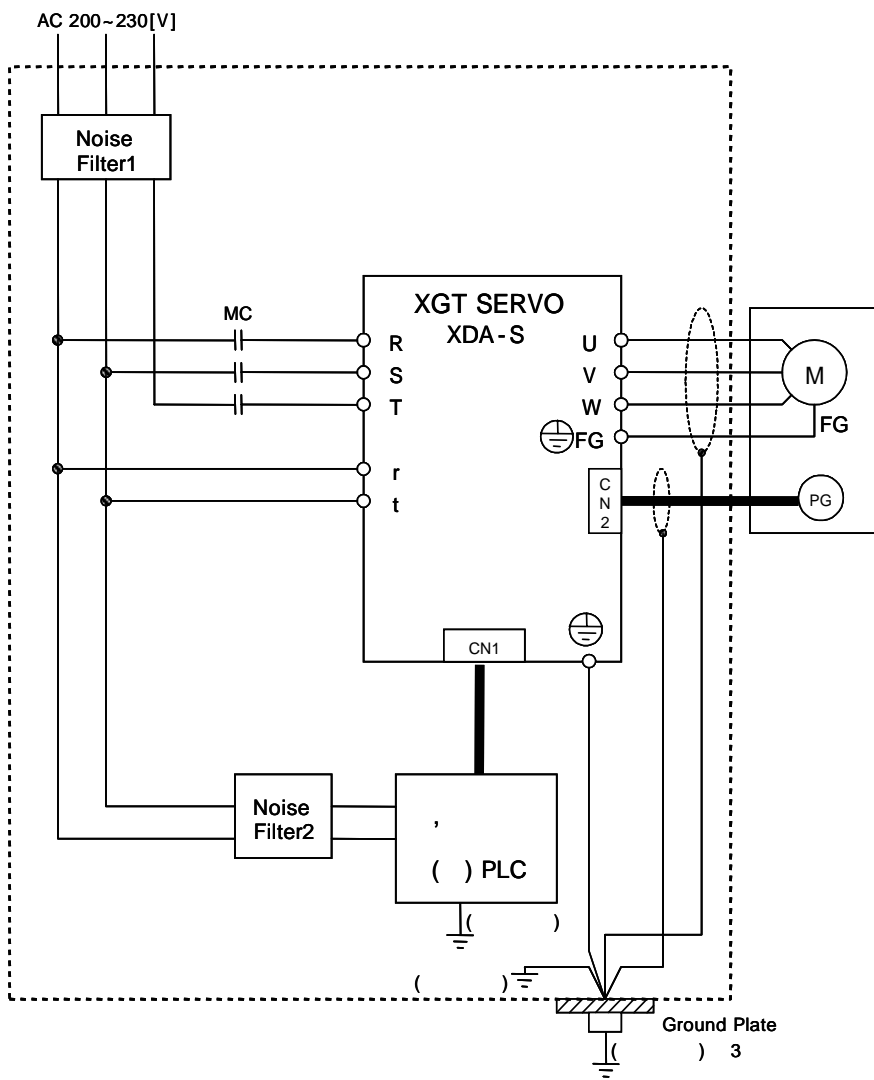 AC 200~230[V]
Noise
Filter1
XGT SERVO
XDA-S
MC
R
S
T
r
t
U
V
W
FG
M
FG
C
N
2
PG
CN1
Noise
Filter2
,
( ) PLC
( )
( )
Ground Plate
( ) 3